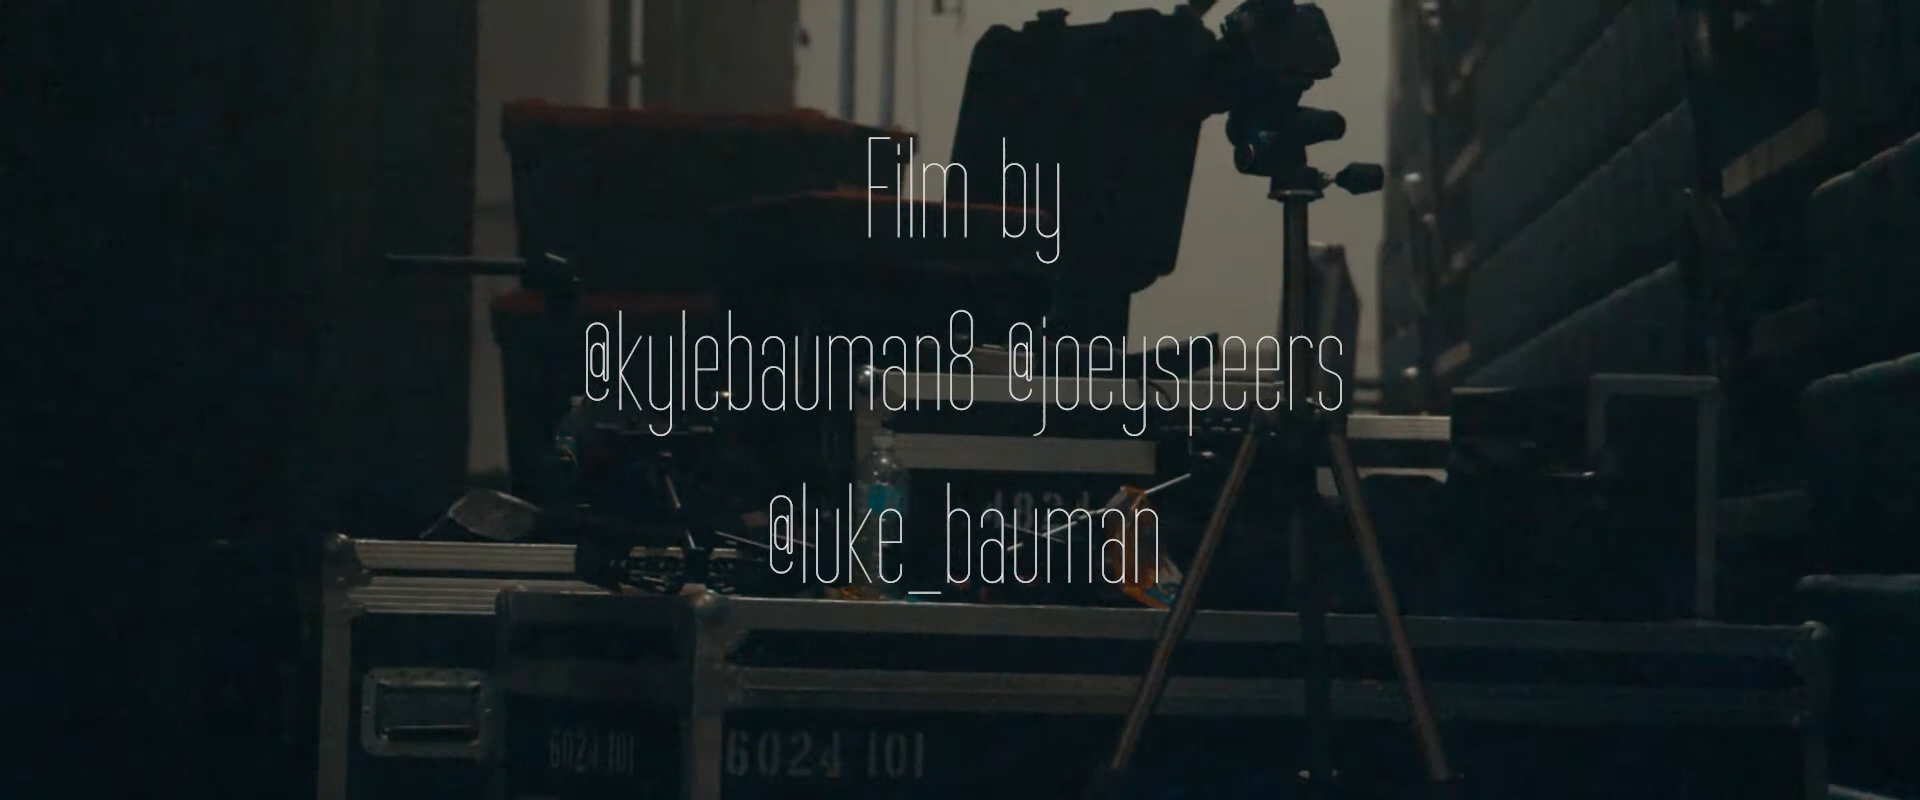 Film by
@kylebauman8 @joeyspeers
@luke_bauman
6024 101
6024 101